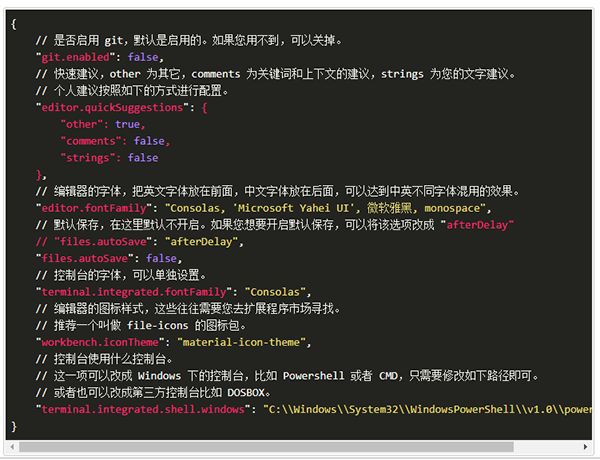 {
// 是否启用 git，默认是启用的。如果您用不到，可以关掉。
"git.enabled": false,
// 快速建议，other 为其它，comments 为关键词和上下文的建议，strings 为您的文字建议。
// 个人建议按照如下的方式进行配置。
"editor.quickSuggestions": {
"other": true,
"comments": false,
"strings": false
},
// 编辑器的字体，把英文字体放在前面，中文字体放在后面，可以达到中英不同字体混用的效果。
"editor.fontFamily": "Consolas, 'Microsoft Yahei UI', 微软雅黑, monospace",
// 默认保存，在这里默认不开启。如果您想要开启默认保存，可以将该选项改成 "afterDelay"
// "files.autoSave": "afterDelay",
"files.autoSave": false,
// 控制台的字体，可以单独设置。
"terminal.integrated.fontFamily": "Consolas",
// 编辑器的图标样式，这些往往需要您去扩展程序市场寻找。
// 推荐一个叫做 file-icons 的图标包。
"workbench.iconTheme": "material-icon-theme",
// 控制台使用什么控制台。
// 这一项可以改成 Windows 下的控制台，比如 Powershell 或者 CMD，只需要修改如下路径即可。
// 或者也可以改成第三方控制台比如 DOSBOX。
"terminal.integrated.shell.windows": "C:\\Windows\\System32\\WindowsPowerShell\\v1.0\\power
}